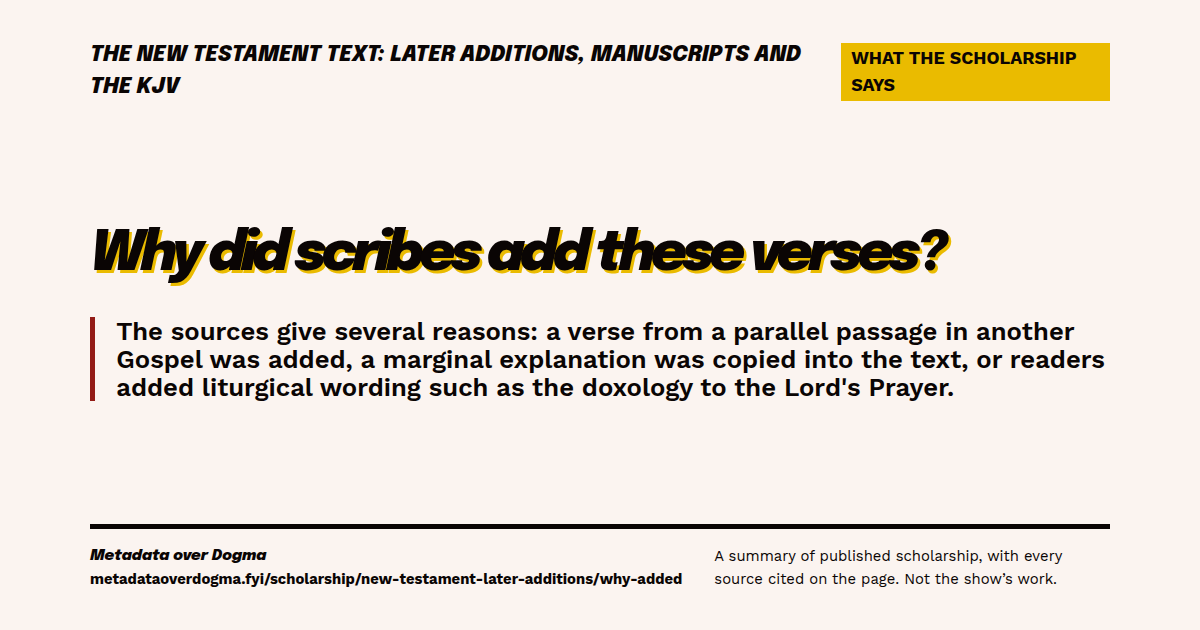 THE NEW TESTAMENT TEXT: LATER ADDITIONS, MANUSCRIPTS AND
THE KJV
WHAT THE SCHOLARSHIP
SAYS
Why did scribes add these verses?
The sources give several reasons: a verse from a parallel passage in another
Gospel was added, a marginal explanation was copied into the text, or readers
added liturgical wording such as the doxology to the Lord's Prayer.
Metadata over Dogma
metadataoverdogma.fyi/scholarship/new-testament-later-additions/why-added
A summary of published scholarship, with every
source cited on the page. Not the show’s work.